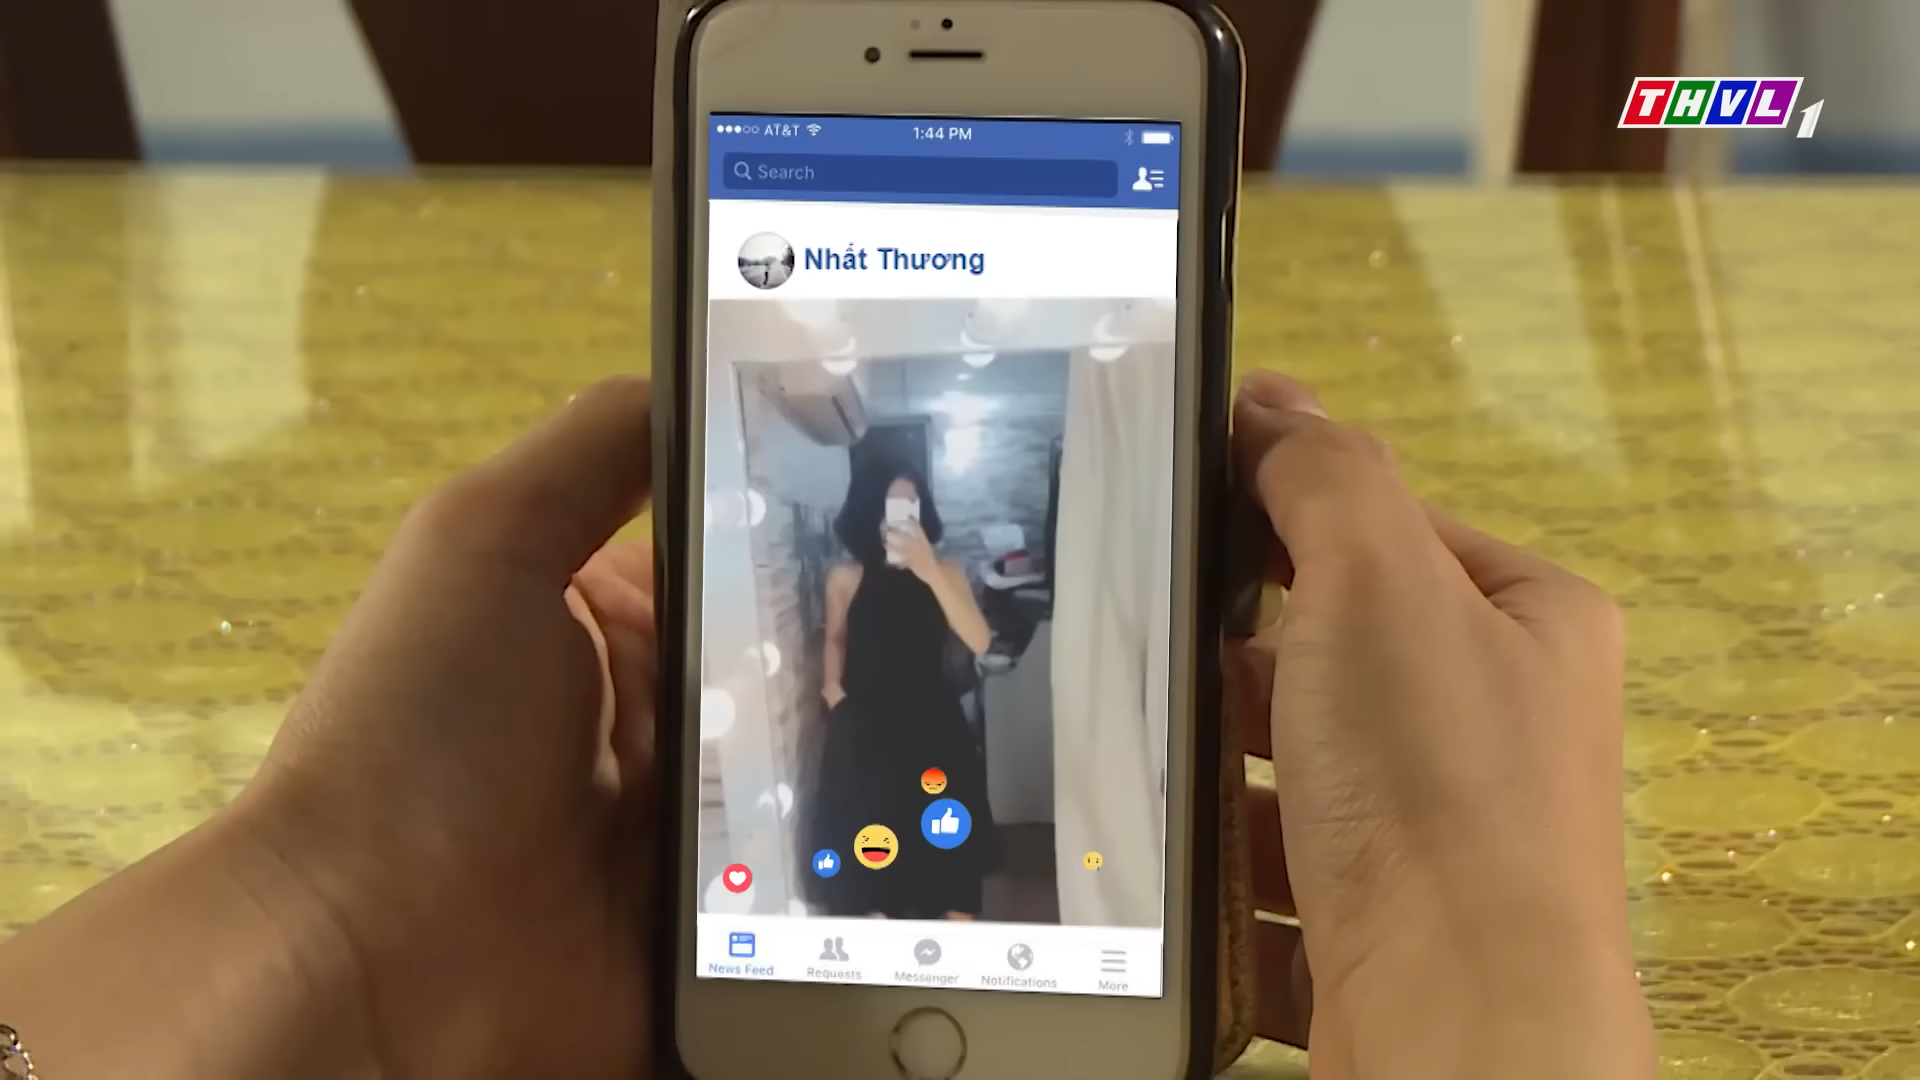 THVL1
AT&T 1:44 PM
Search
Nhất Thương
News Feed Requests Messenger Notifications More